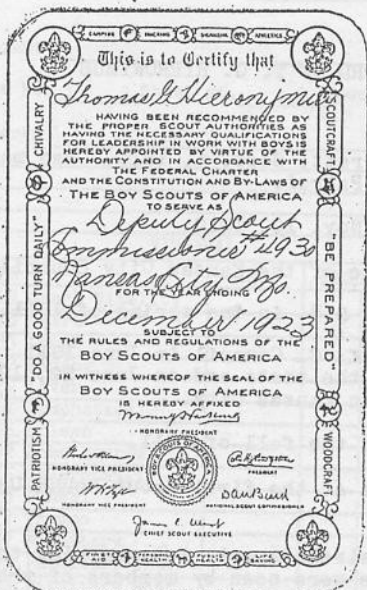 CAMPING HIKING SIGNALING ATHLETICS
This is to Certify that
Thomas G Hieronymus
HAVING BEEN RECOMMENDED BY
THE PROPER SCOUT AUTHORITIES AS
HAVING THE NECESSARY QUALIFICATIONS
FOR LEADERSHIP IN WORK WITH BOYS IS
HEREBY APPOINTED BY VIRTUE OF THE
AUTHORITY AND IN ACCORDANCE WITH
THE FEDERAL CHARTER
AND THE CONSTITUTION AND BY-LAWS OF
THE BOY SCOUTS OF AMERICA
TO SERVE AS
Deputy Scout
Commissioner #4930
Kansas City, Mo.
FOR THE YEAR ENDING
December 1923
SUBJECT TO
THE RULES AND REGULATIONS OF THE
BOY SCOUTS OF AMERICA
IN WITNESS WHEREOF THE SEAL OF THE
BOY SCOUTS OF AMERICA
IS HEREBY AFFIXED
HONORARY PRESIDENT
HONORARY VICE PRESIDENT
PRESIDENT
BOY SCOUTS OF AMERICA
HONORARY VICE PRESIDENT
Dan Beard
NATIONAL SCOUT COMMISSIONER
James E. West
CHIEF SCOUT EXECUTIVE
CHIVALRY
"DO A GOOD TURN DAILY"
PATRIOTISM
SCOUTCRAFT
"BE PREPARED"
WOODCRAFT
FIRST AID PERSONAL HEALTH PUBLIC HEALTH LIFE SAVING